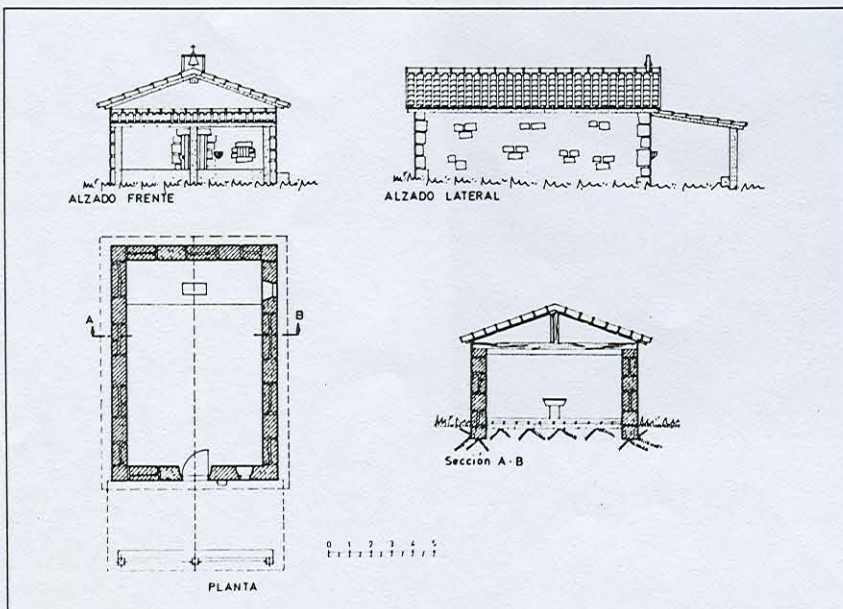 ALZADO FRENTE
ALZADO LATERAL
A
B
Sección A-B
0 1 2 3 4 5
PLANTA